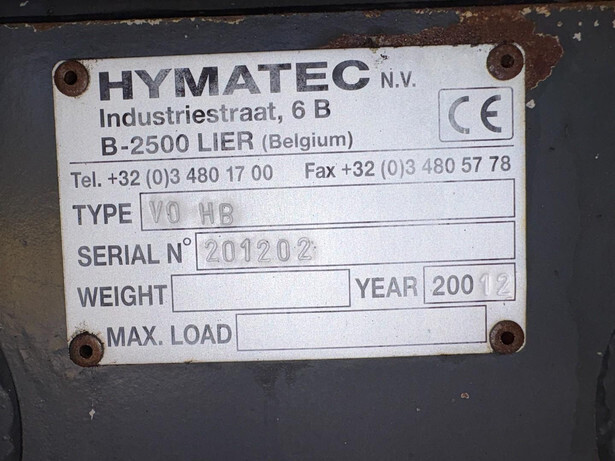 HYMATEC N.V.
Industriestraat, 6 B
B-2500 LIER (Belgium)
CE
Tel. +32 (0)3 480 17 00 Fax +32 (0)3 480 57 78
TYPE VO HB
SERIAL N° 201202
WEIGHT YEAR 20012
MAX. LOAD